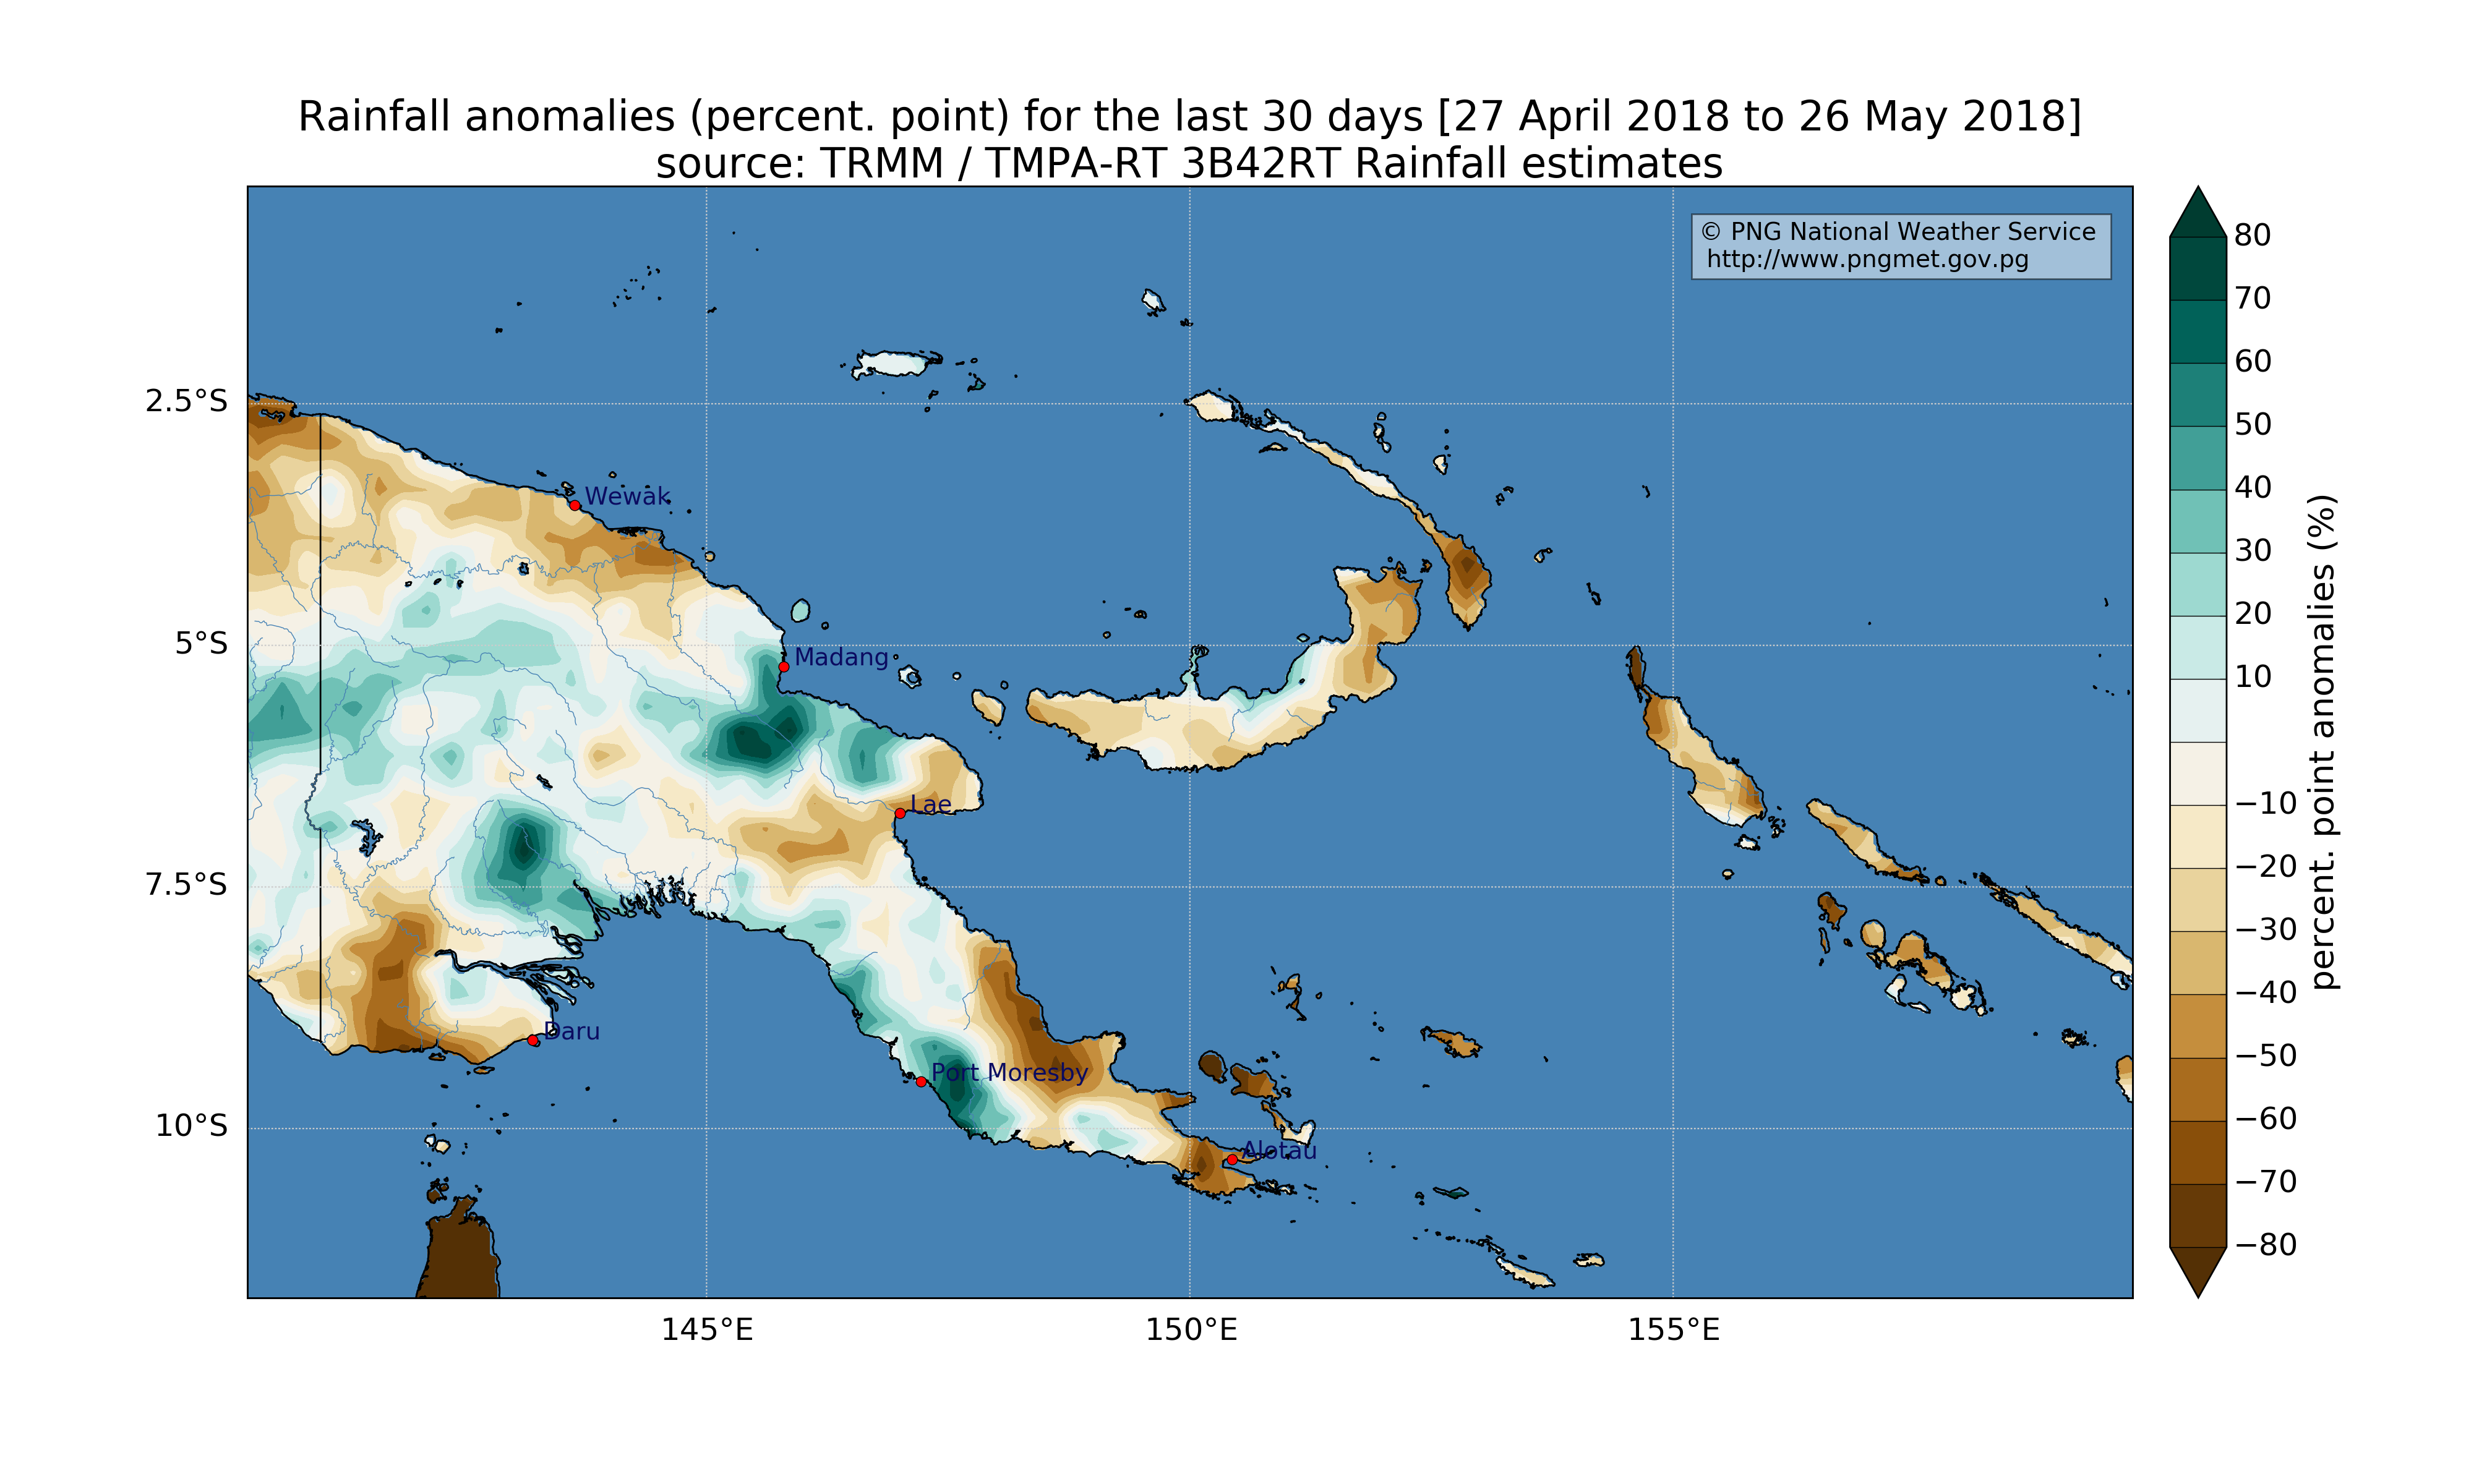 Rainfall anomalies (percent. point) for the last 30 days [27 April 2018 to 26 May 2018]
source: TRMM / TMPA-RT 3B42RT Rainfall estimates
© PNG National Weather Service
http://www.pngmet.gov.pg
2.5°S
5°S
7.5°S
10°S
145°E
150°E
155°E
Wewak
Madang
Lae
Daru
Port Moresby
Alotau
80
70
60
50
40
30
20
10
−10
−20
−30
−40
−50
−60
−70
−80
percent. point anomalies (%)